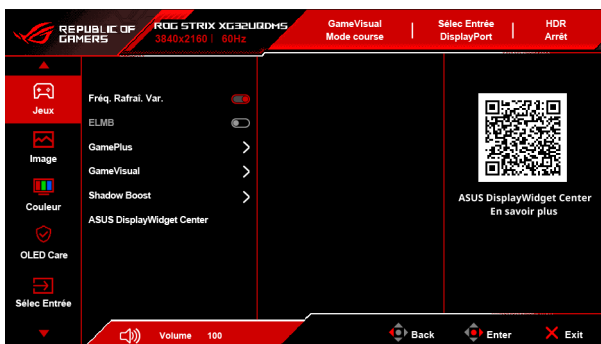 REPUBLIC OF
GAMERS
ROG STRIX XG32UQDMS
3840x2160 | 60Hz
GameVisual
Mode course
Sélec Entrée
DisplayPort
HDR
Arrêt
Jeux
Image
Couleur
OLED Care
Sélec Entrée
Fréq. Rafraî. Var.
ELMB
GamePlus
GameVisual
Shadow Boost
ASUS DisplayWidget Center
ASUS DisplayWidget Center
En savoir plus
Volume 100
Back
Enter
Exit